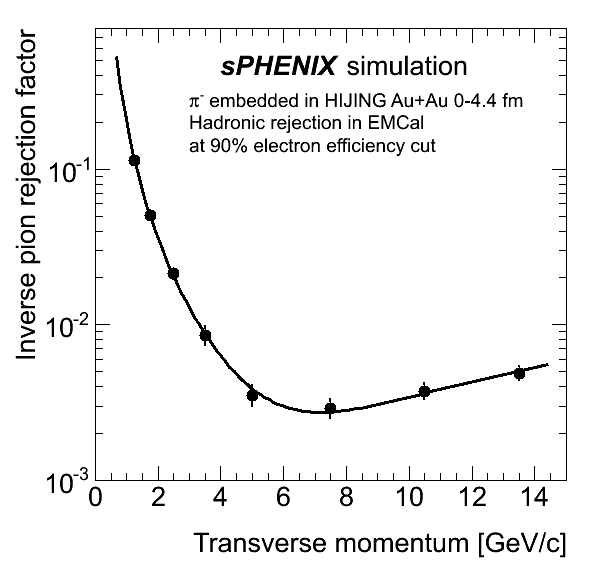 sPHENIX simulation
π- embedded in HIJING Au+Au 0-4.4 fm
Hadronic rejection in EMCal
at 90% electron efficiency cut
Inverse pion rejection factor
10-1
10-2
10-3
0 2 4 6 8 10 12 14
Transverse momentum [GeV/c]